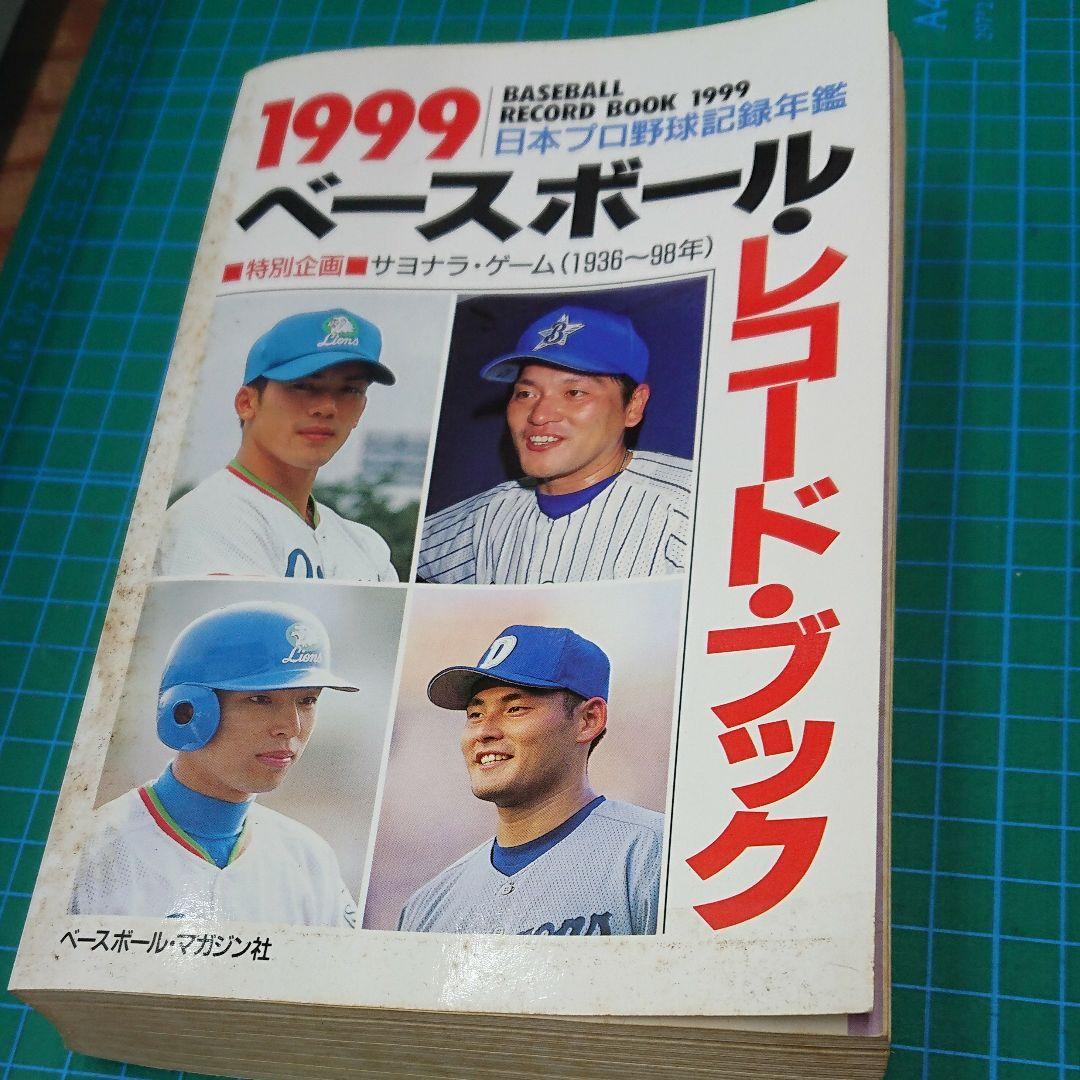 1999
BASEBALL
RECORD BOOK 1999
日本プロ野球記録年鑑
ベースボール・
レコード・ブック
■特別企画■サヨナラ・ゲーム(1936〜98年)
Lions
B
Lions
D
ベースボール・マガジン社
A4